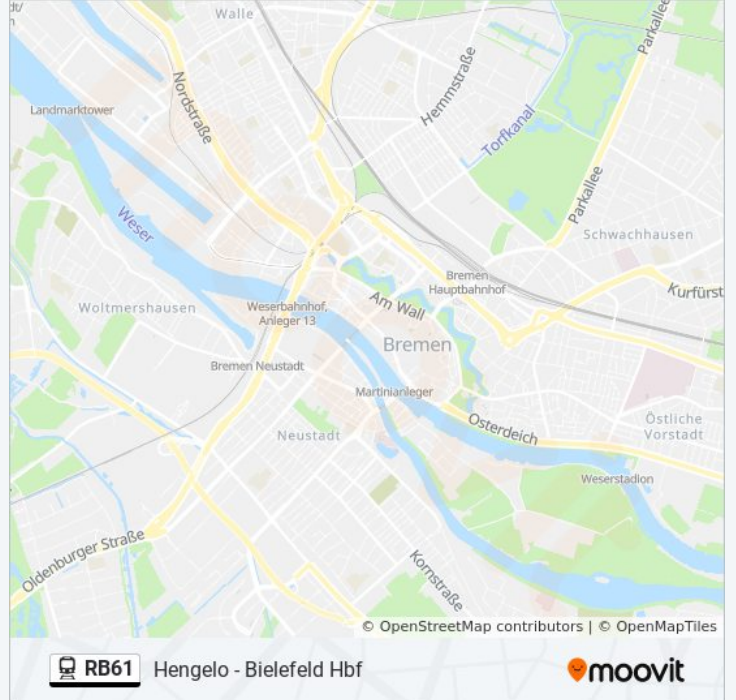 dt/
Walle
Parkallee
Nordstraße
Hemmstraße
Landmarktower
Torfkanal
Parkallee
Weser
Schwachhausen
Bremen
Hauptbahnhof
Kurfürst
Am Wall
Woltmershausen
Weserbahnhof,
Anleger 13
Bremen
Bremen Neustadt
Martinianleger
Osterdeich
Östliche
Vorstadt
Neustadt
Weserstadion
Oldenburger Straße
Kornstraße
© OpenStreetMap contributors | © OpenMapTiles
RB61 Hengelo - Bielefeld Hbf
moovit